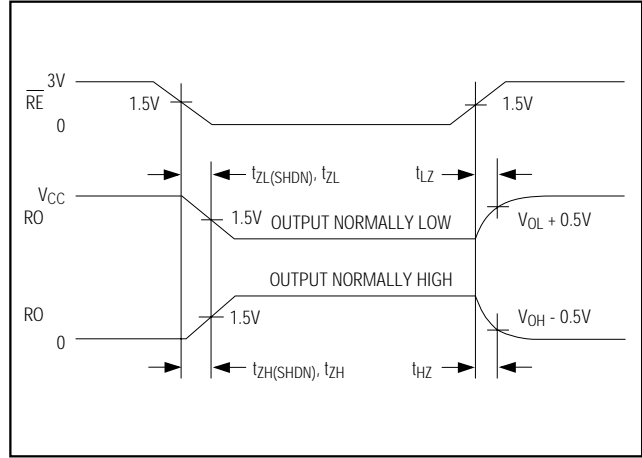 3V
R̅E̅
1.5V
1.5V
0
tZL(SHDN), tZL
tLZ
VCC
RO
1.5V
OUTPUT NORMALLY LOW
VOL + 0.5V
OUTPUT NORMALLY HIGH
RO
1.5V
VOH - 0.5V
0
tZH(SHDN), tZH
tHZ